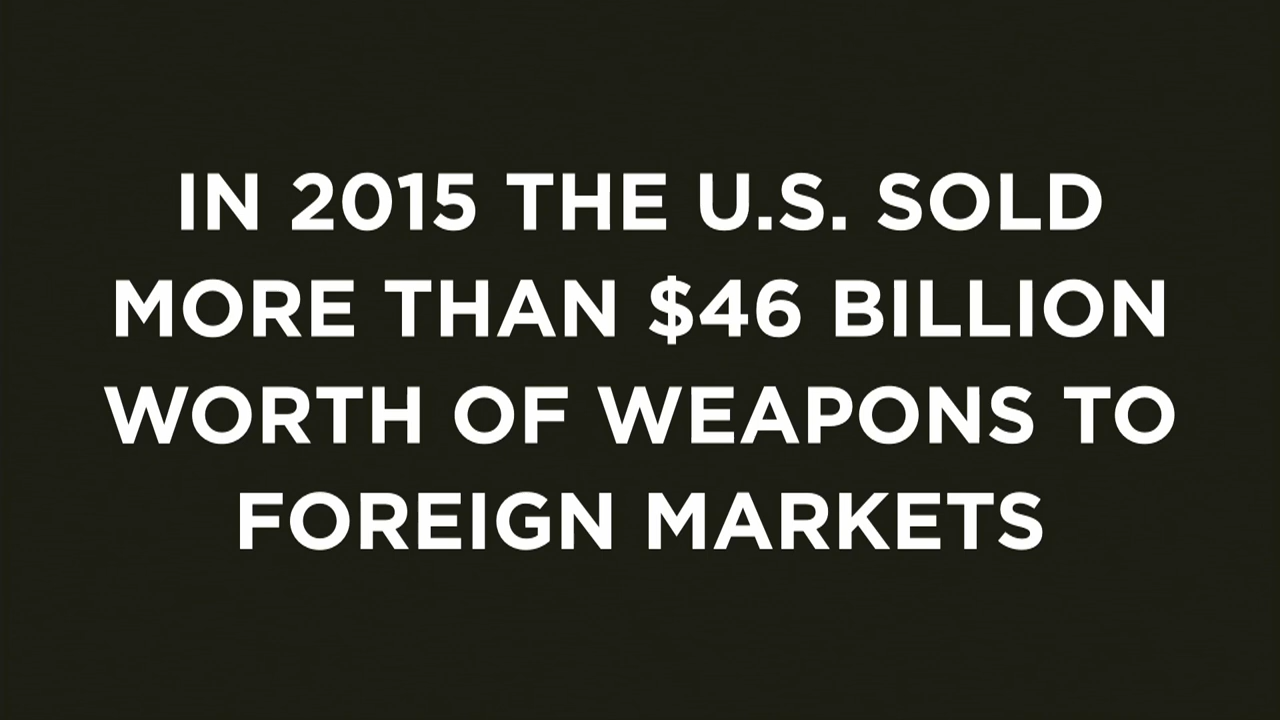 IN 2015 THE U.S. SOLD
MORE THAN $46 BILLION
WORTH OF WEAPONS TO
FOREIGN MARKETS